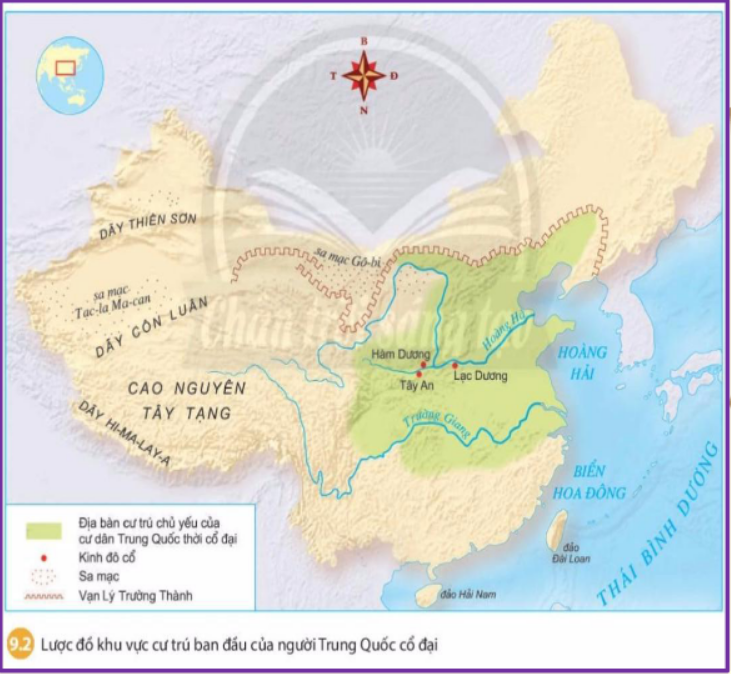 B
T
Đ
N
DÃY THIÊN SƠN
sa mạc Gô-bi
sa mạc
Tac-la Ma-can
DÃY CÔN LUÂN
Chân trời sáng tạo
Hoàng Hà
Hàm Dương
Lạc Dương
Tây An
HOÀNG
HẢI
CAO NGUYÊN
TÂY TẠNG
DÃY HI-MA-LAY-A
Trường Giang
BIỂN
HOA ĐÔNG
THÁI BÌNH DƯƠNG
đảo
Đài Loan
đảo Hải Nam
Địa bàn cư trú chủ yếu của
cư dân Trung Quốc thời cổ đại
Kinh đô cổ
Sa mạc
Vạn Lý Trường Thành
9.2 Lược đồ khu vực cư trú ban đầu của người Trung Quốc cổ đại